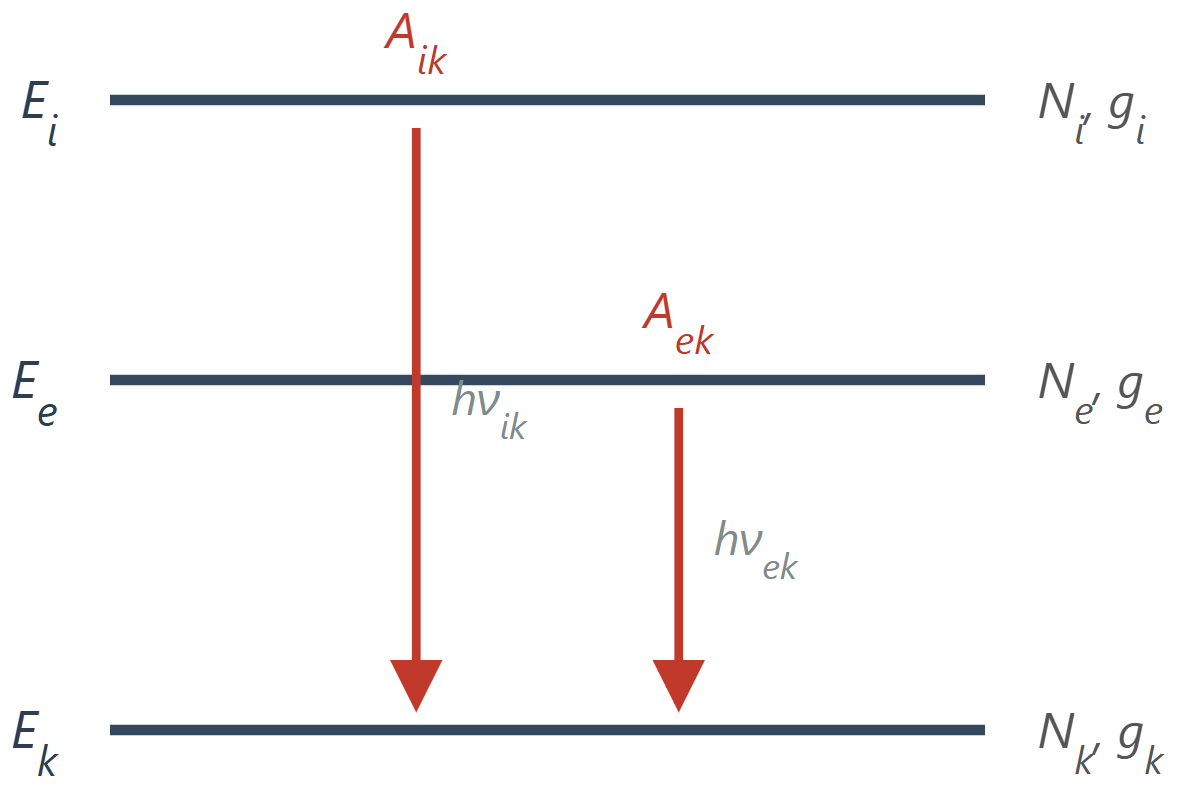 A_ik
E_i
N_i, g_i
A_ek
E_e
hν_ik
N_e, g_e
hν_ek
E_k
N_k, g_k